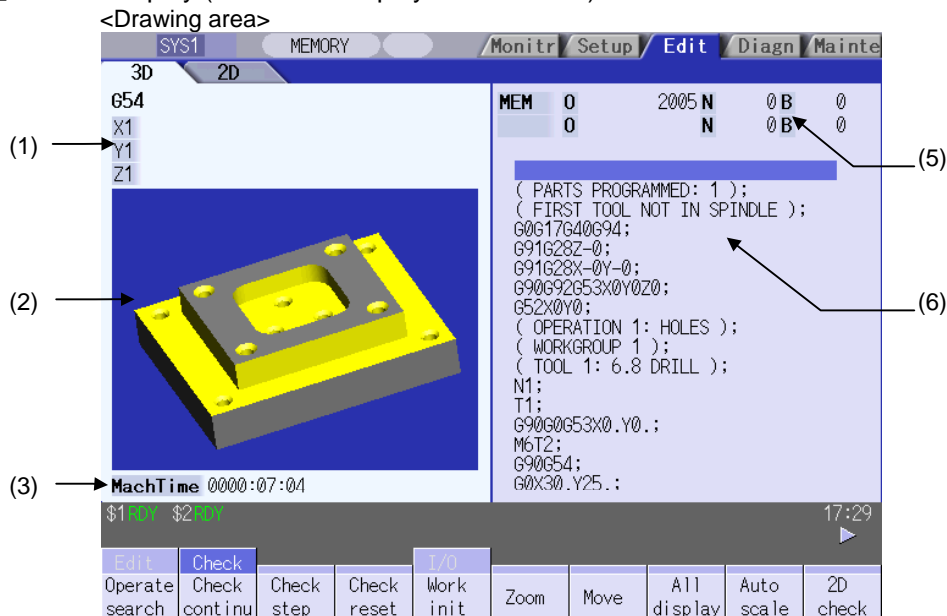 <Drawing area>
SYS1 MEMORY Monitr Setup Edit Diagn Mainte
3D 2D
G54
X1
Y1
Z1
(1)
(2)
(3)
MachTime 0000:07:04
MEM O 2005 N 0 B 0
O N 0 B 0
(5)
( PARTS PROGRAMMED: 1 );
( FIRST TOOL NOT IN SPINDLE );
G0G17G40G94;
G91G28Z-0;
G91G28X-0Y-0;
G90G92G53X0Y0Z0;
G52X0Y0;
( OPERATION 1: HOLES );
( WORKGROUP 1 );
( TOOL 1: 6.8 DRILL );
N1;
T1;
G90G0G53X0.Y0.;
M6T2;
G90G54;
G0X30.Y25.;
(6)
$1RDY $2RDY 17:29
Edit Check I/O
Operate search
Check continu
Check step
Check reset
Work init
Zoom
Move
All display
Auto scale
2D check